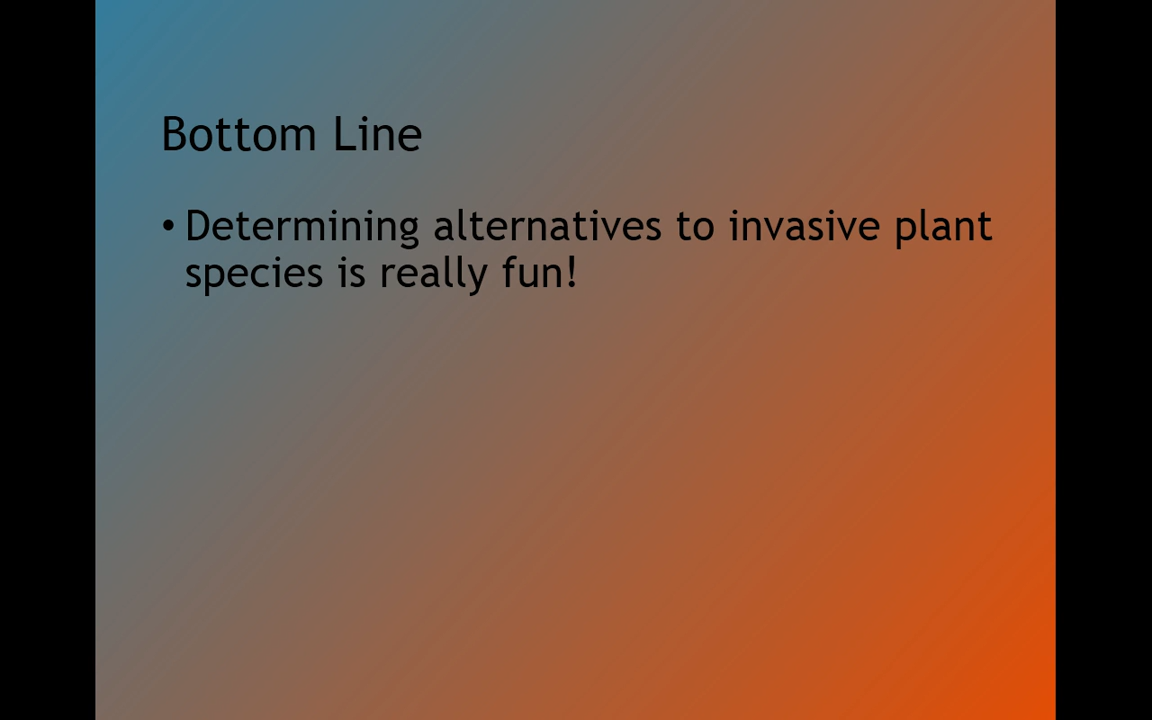 Bottom Line
• Determining alternatives to invasive plant
species is really fun!